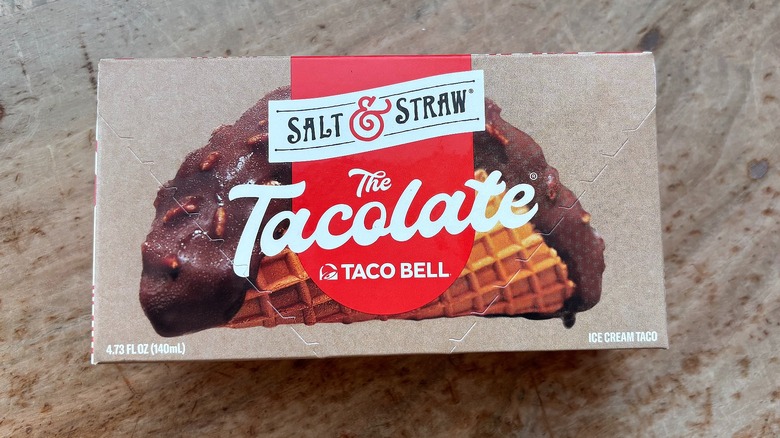 SALT & STRAW®
The
Tacolate®
TACO BELL
4.73 FL OZ (140mL)
ICE CREAM TACO